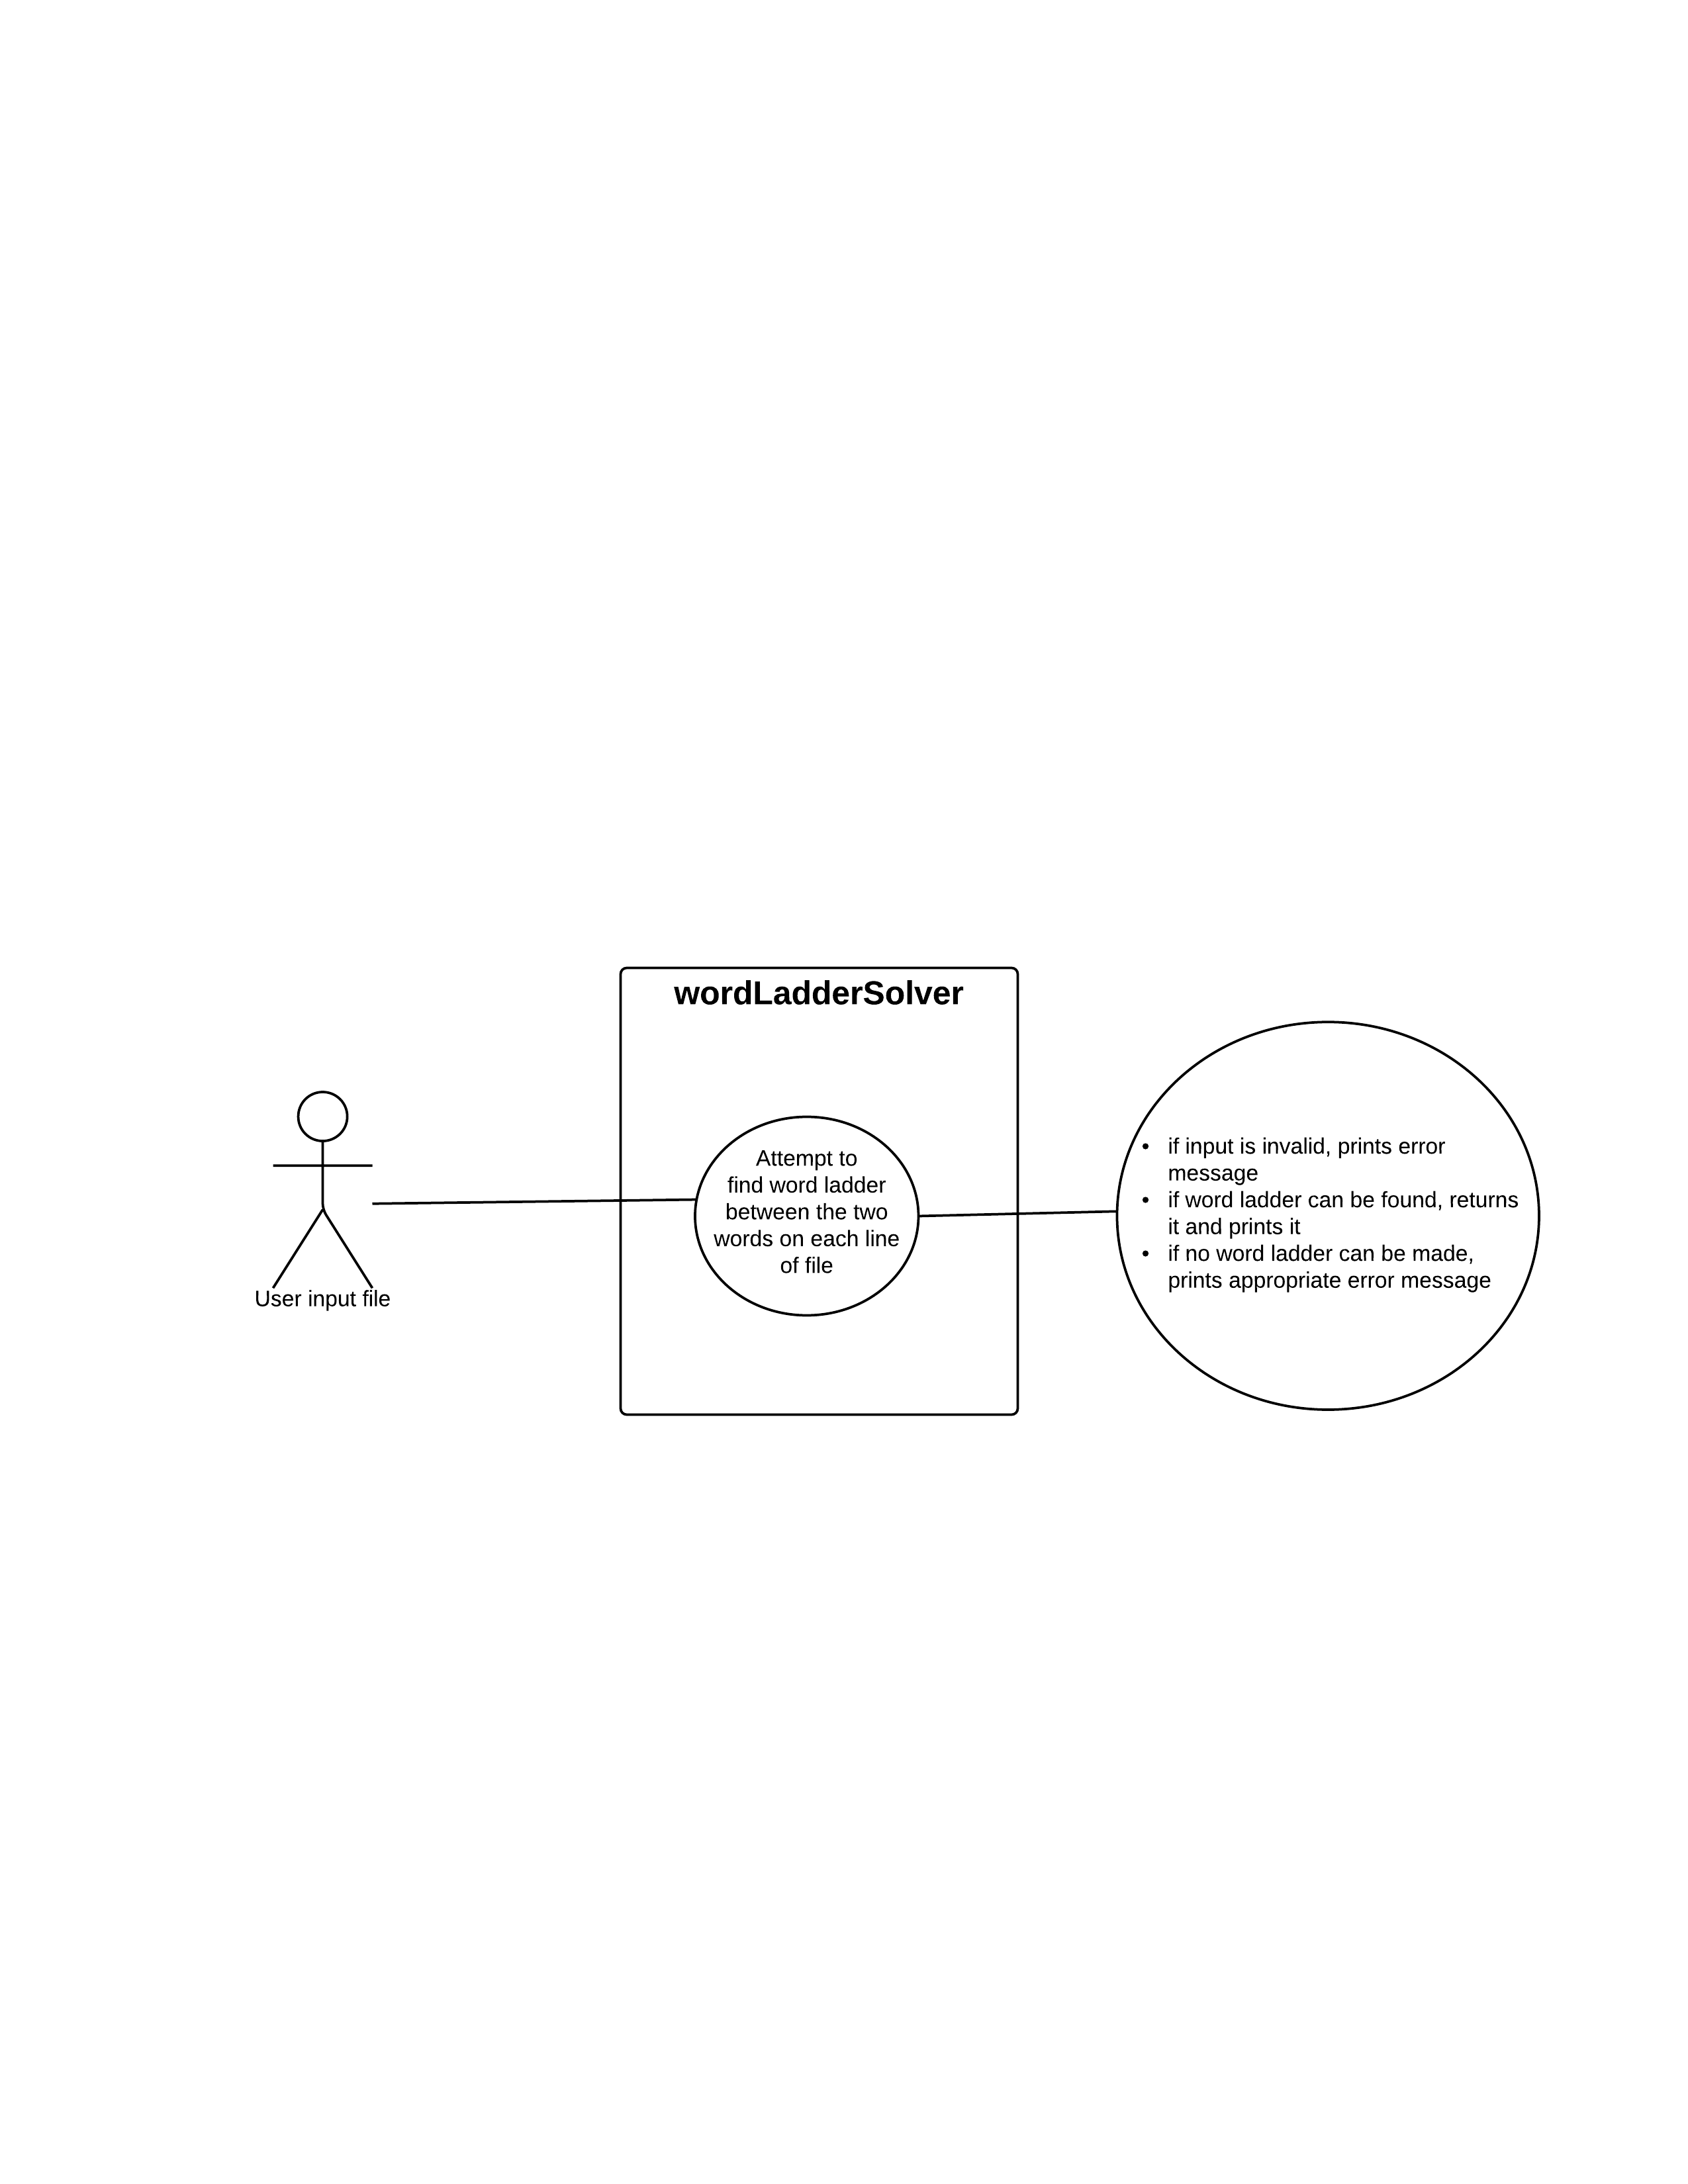 wordLadderSolver
User input file
Attempt to
find word ladder
between the two
words on each line
of file
• if input is invalid, prints error
message
• if word ladder can be found, returns
it and prints it
• if no word ladder can be made,
prints appropriate error message